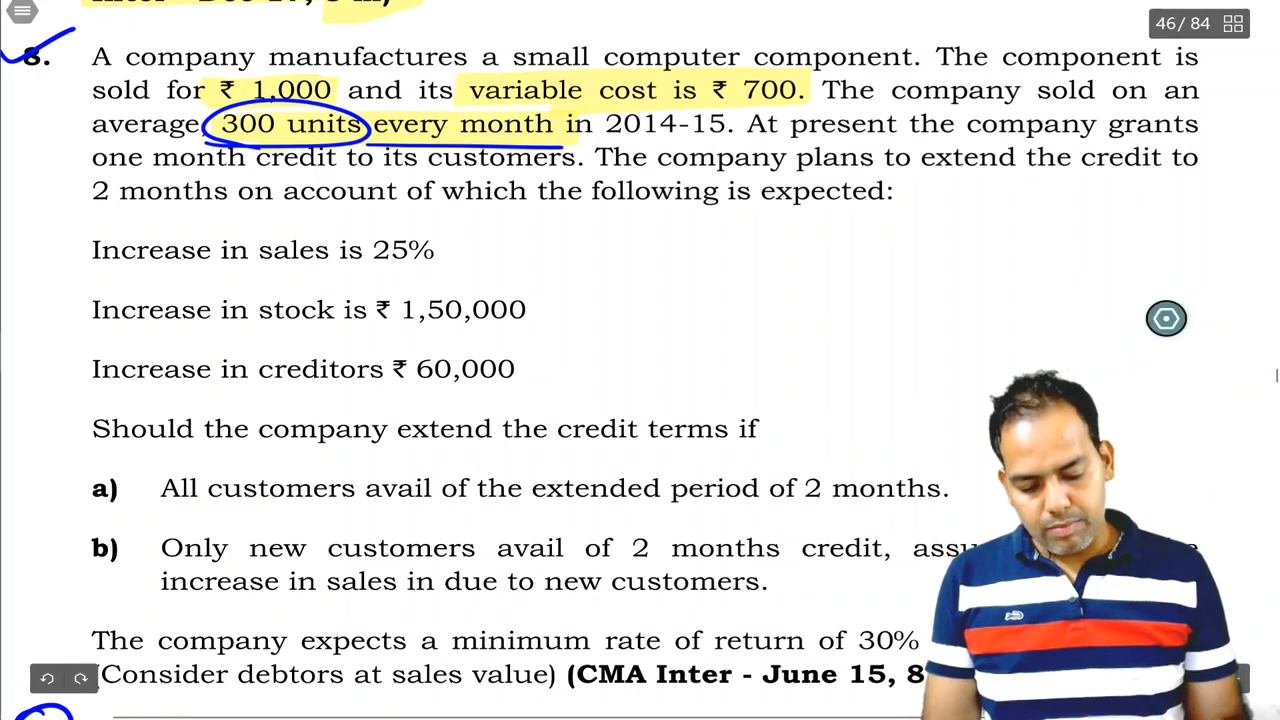 46 / 84
8. A company manufactures a small computer component. The component is
sold for ₹ 1,000 and its variable cost is ₹ 700. The company sold on an
average 300 units every month in 2014-15. At present the company grants
one month credit to its customers. The company plans to extend the credit to
2 months on account of which the following is expected:
Increase in sales is 25%
Increase in stock is ₹ 1,50,000
Increase in creditors ₹ 60,000
Should the company extend the credit terms if
a) All customers avail of the extended period of 2 months.
b) Only new customers avail of 2 months credit,
increase in sales in due to new customers.
The company expects a minimum rate of return of 30%
(Consider debtors at sales value) (CMA Inter - June 15, 8